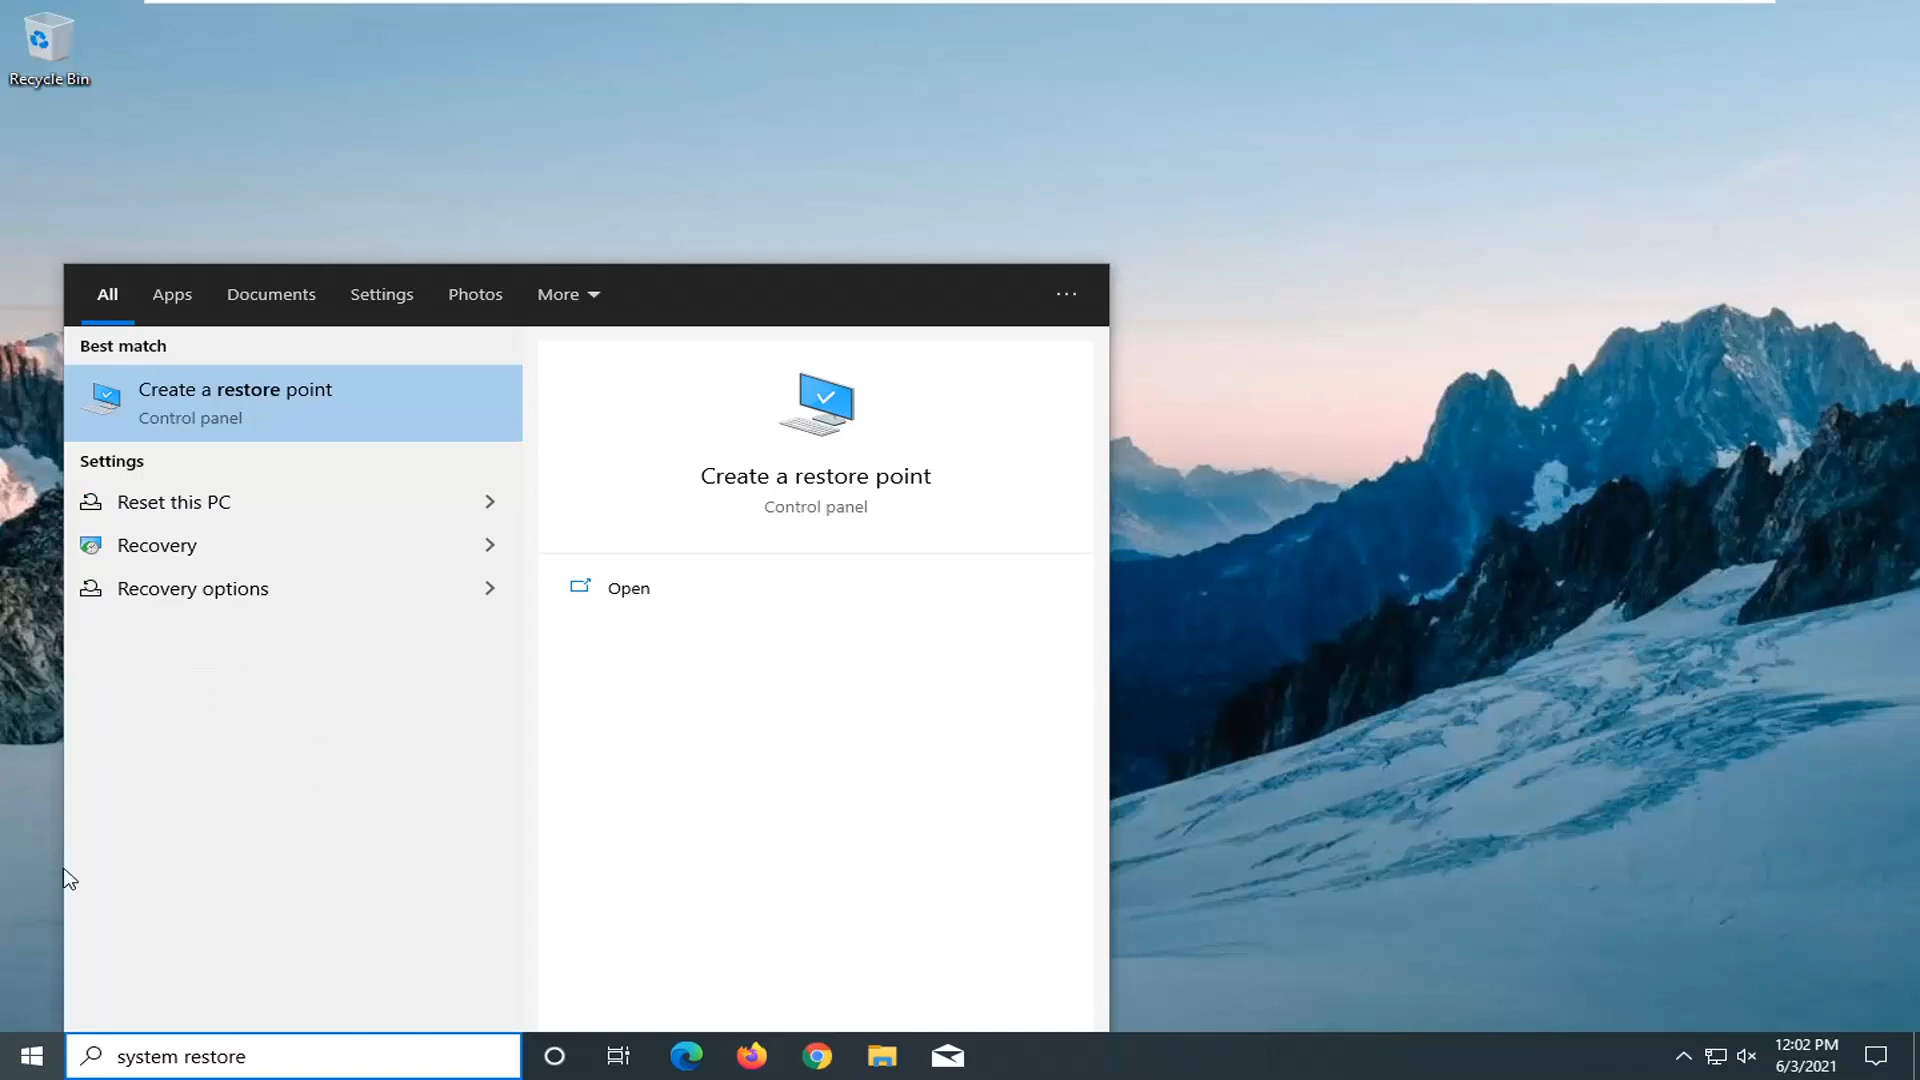 Recycle Bin
All Apps Documents Settings Photos More ...
Best match
Create a restore point
Control panel
Settings
Reset this PC
Recovery
Recovery options
Create a restore point
Control panel
Open
system restore
12:02 PM
6/3/2021